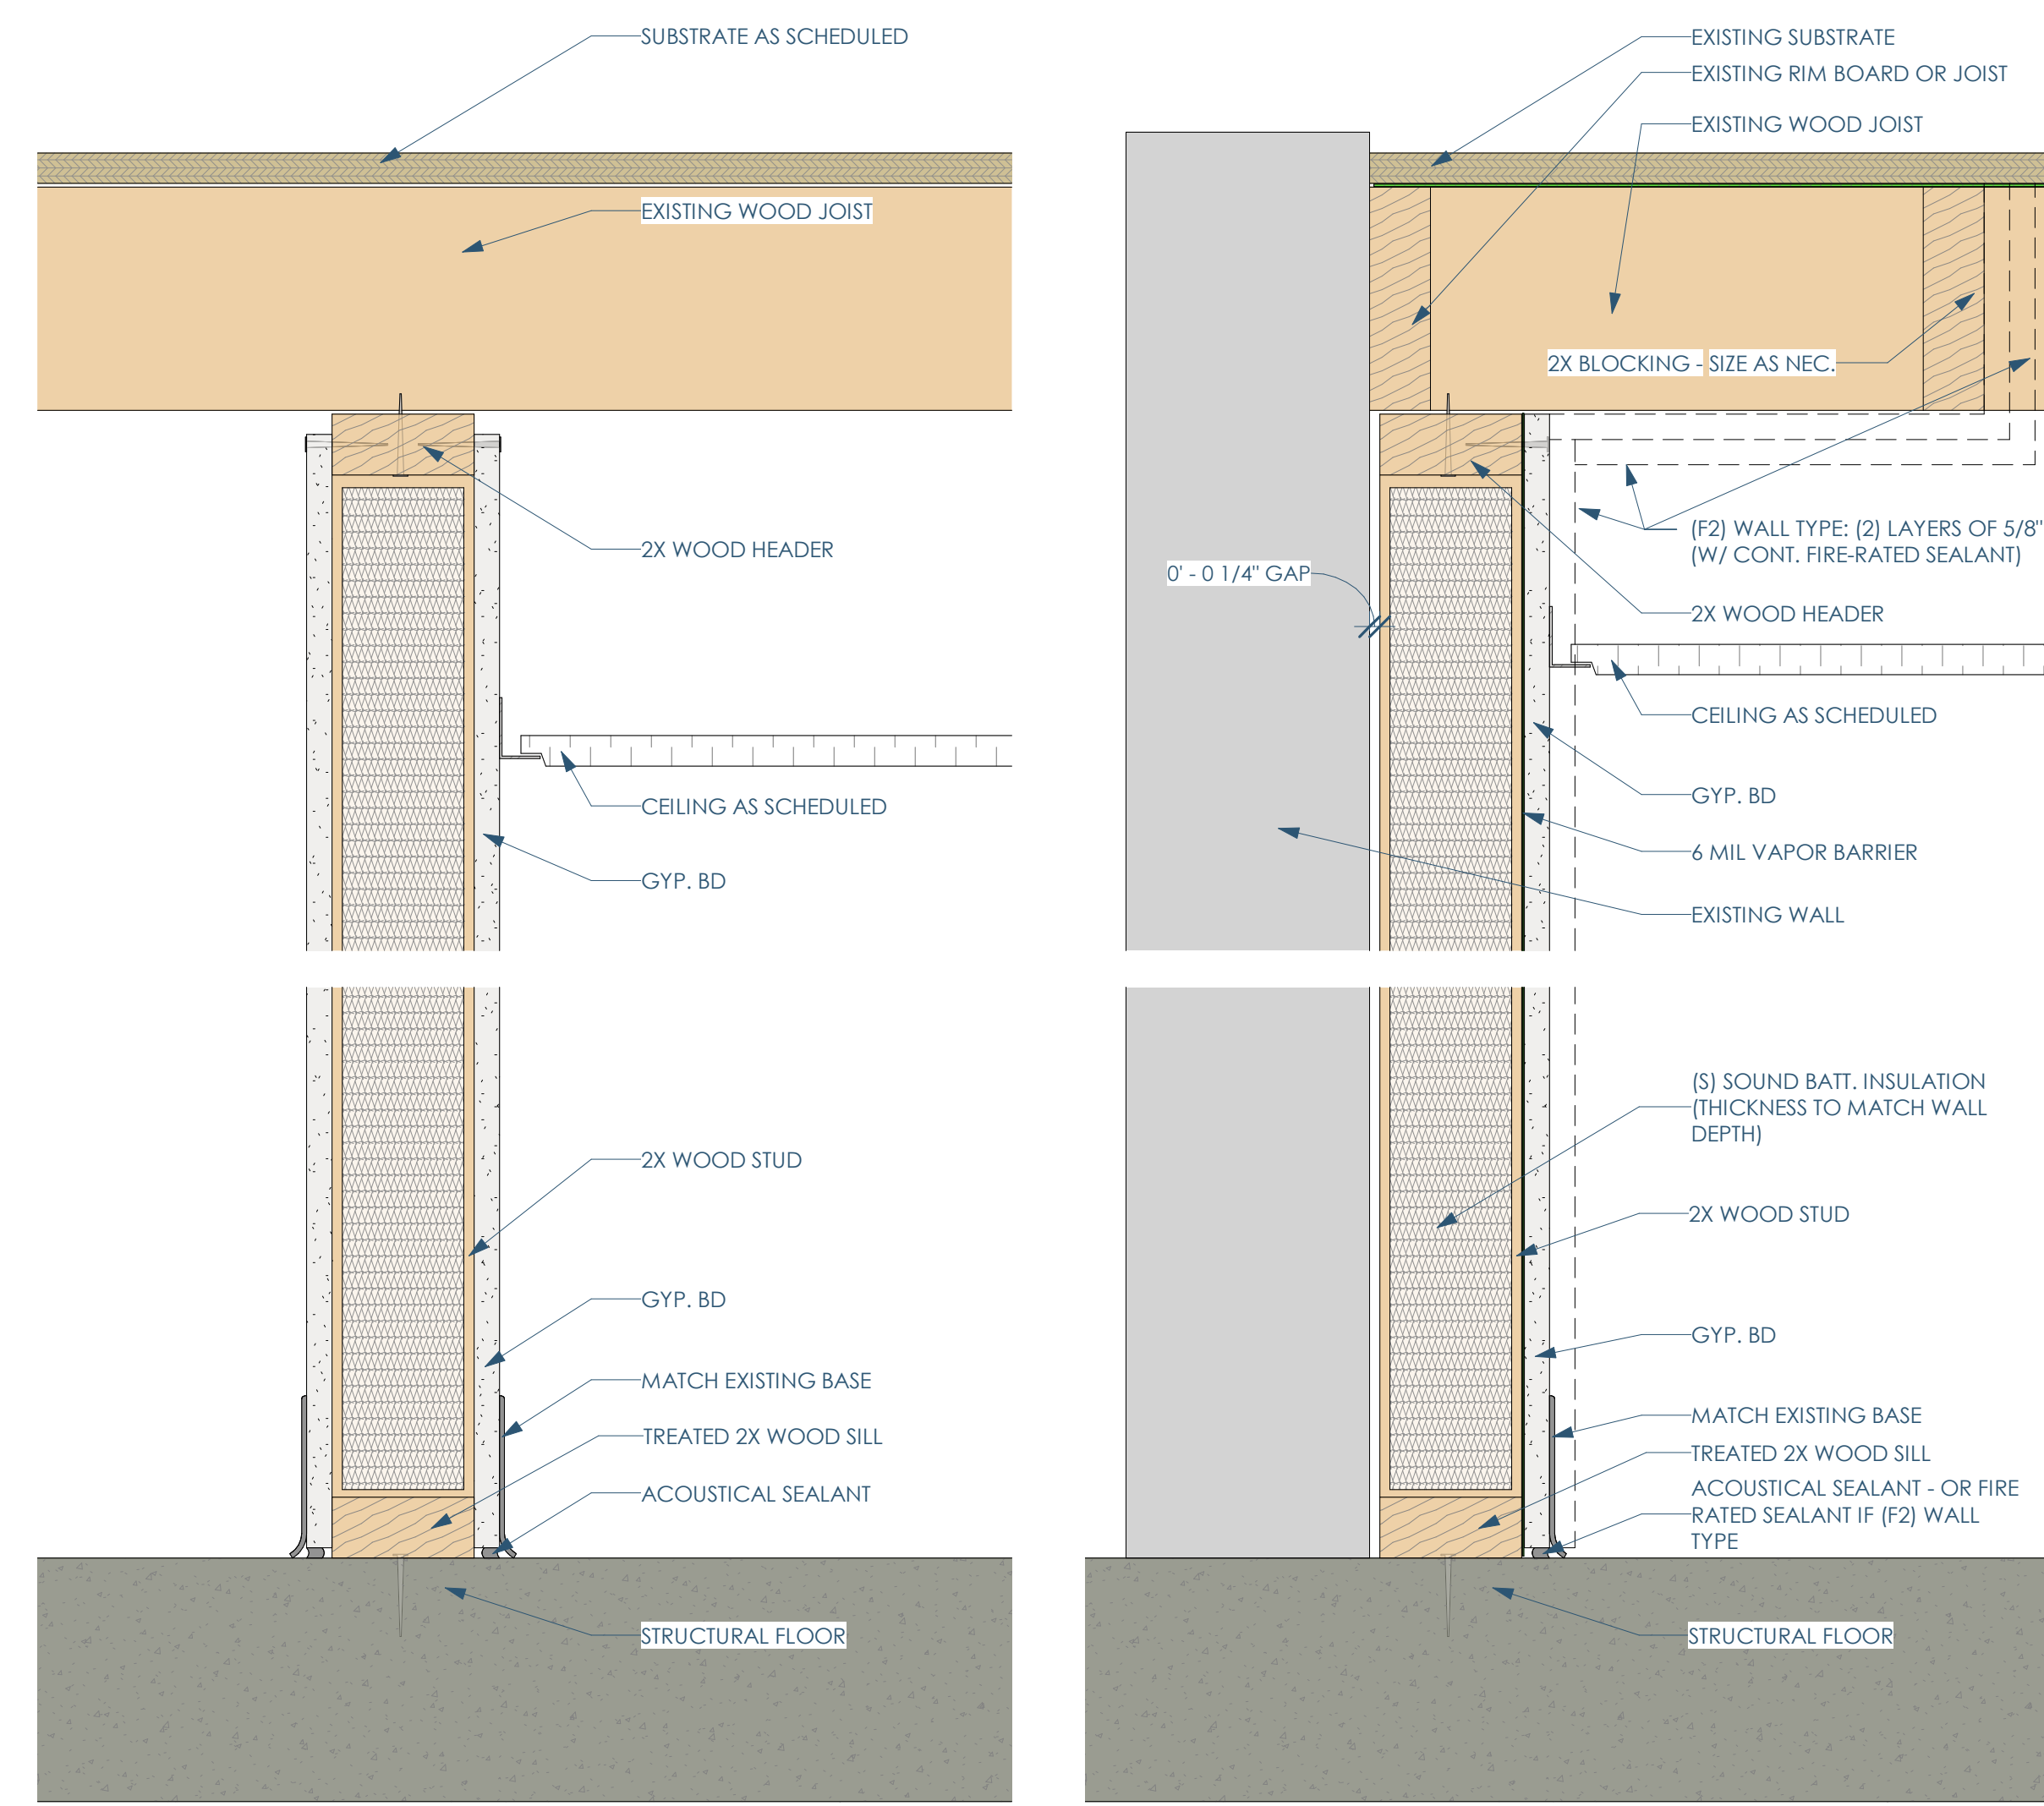 SUBSTRATE AS SCHEDULED
EXISTING WOOD JOIST
2X WOOD HEADER
CEILING AS SCHEDULED
GYP. BD
2X WOOD STUD
GYP. BD
MATCH EXISTING BASE
TREATED 2X WOOD SILL
ACOUSTICAL SEALANT
STRUCTURAL FLOOR
EXISTING SUBSTRATE
EXISTING RIM BOARD OR JOIST
EXISTING WOOD JOIST
2X BLOCKING - SIZE AS NEC.
(F2) WALL TYPE: (2) LAYERS OF 5/8"
(W/ CONT. FIRE-RATED SEALANT)
0' - 0 1/4" GAP
2X WOOD HEADER
CEILING AS SCHEDULED
GYP. BD
6 MIL VAPOR BARRIER
EXISTING WALL
(S) SOUND BATT. INSULATION
(THICKNESS TO MATCH WALL
DEPTH)
2X WOOD STUD
GYP. BD
MATCH EXISTING BASE
TREATED 2X WOOD SILL
ACOUSTICAL SEALANT - OR FIRE
RATED SEALANT IF (F2) WALL
TYPE
STRUCTURAL FLOOR